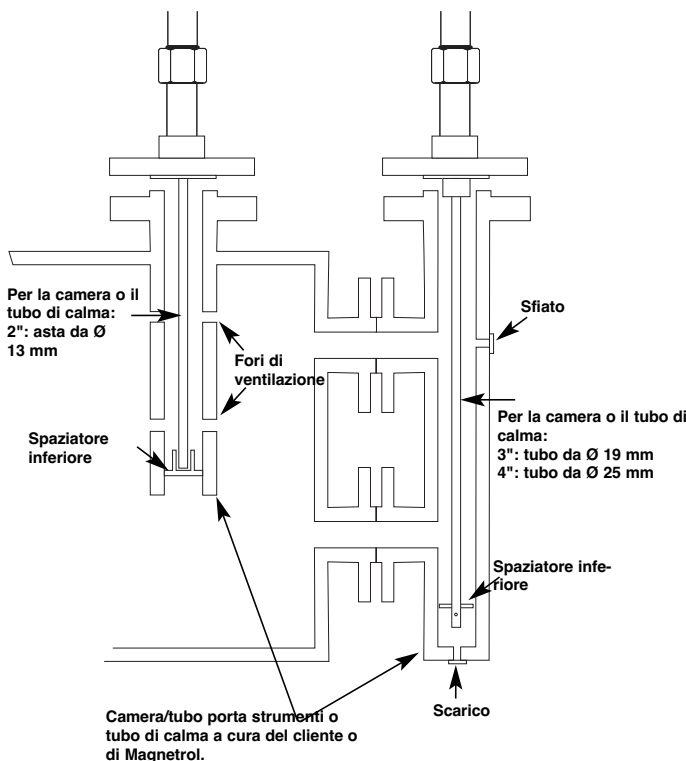 Per la camera o il
tubo di calma:
2": asta da Ø
13 mm
Fori di
ventilazione
Spaziatore
inferiore
Sfiato
Per la camera o il tubo di
calma:
3": tubo da Ø 19 mm
4": tubo da Ø 25 mm
Spaziatore infe-
riore
Scarico
Camera/tubo porta strumenti o
tubo di calma a cura del cliente o
di Magnetrol.